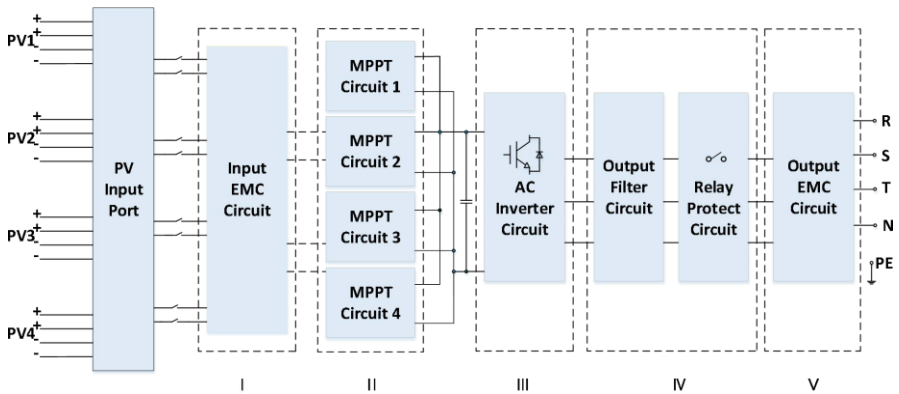 +
+
PV1
-
-
+
+
PV2
-
-
+
+
PV3
-
-
+
+
PV4
-
-
PV
Input
Port
Input
EMC
Circuit
MPPT
Circuit 1
MPPT
Circuit 2
MPPT
Circuit 3
MPPT
Circuit 4
AC
Inverter
Circuit
Output
Filter
Circuit
Relay
Protect
Circuit
Output
EMC
Circuit
R
S
T
N
PE
I
II
III
IV
V